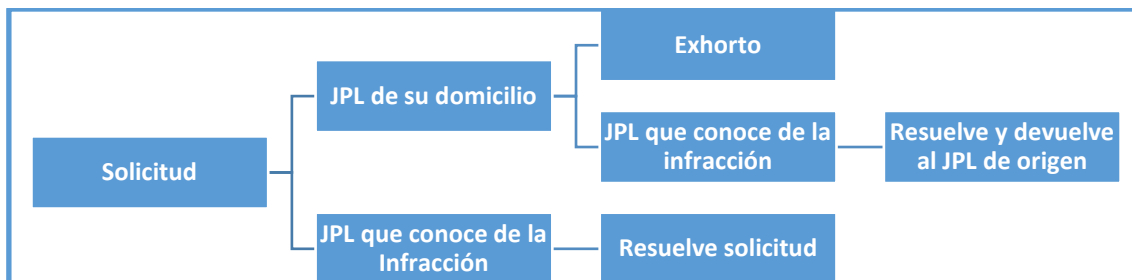 Exhorto
JPL de su domicilio
JPL que conoce de la
infracción
Resuelve y devuelve
al JPL de origen
Solicitud
JPL que conoce de la
Infracción
Resuelve solicitud